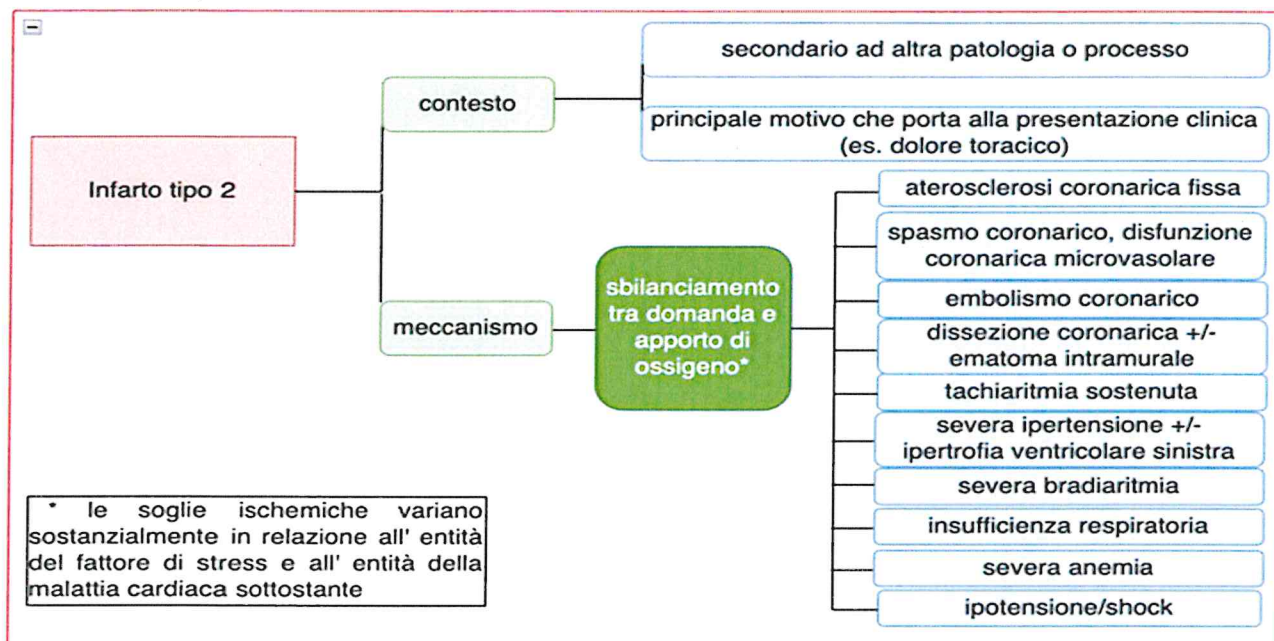 secondario ad altra patologia o processo
contesto
principale motivo che porta alla presentazione clinica
(es. dolore toracico)
Infarto tipo 2
aterosclerosi coronarica fissa
spasmo coronarico, disfunzione
coronarica microvasolare
sbilanciamento
tra domanda e
apporto di
ossigeno*
embolismo coronarico
meccanismo
dissezione coronarica +/-
ematoma intramurale
tachiaritmia sostenuta
severa ipertensione +/-
ipertrofia ventricolare sinistra
severa bradiaritmia
insufficienza respiratoria
severa anemia
ipotensione/shock
* le soglie ischemiche variano
sostanzialmente in relazione all' entità
del fattore di stress e all' entità della
malattia cardiaca sottostante